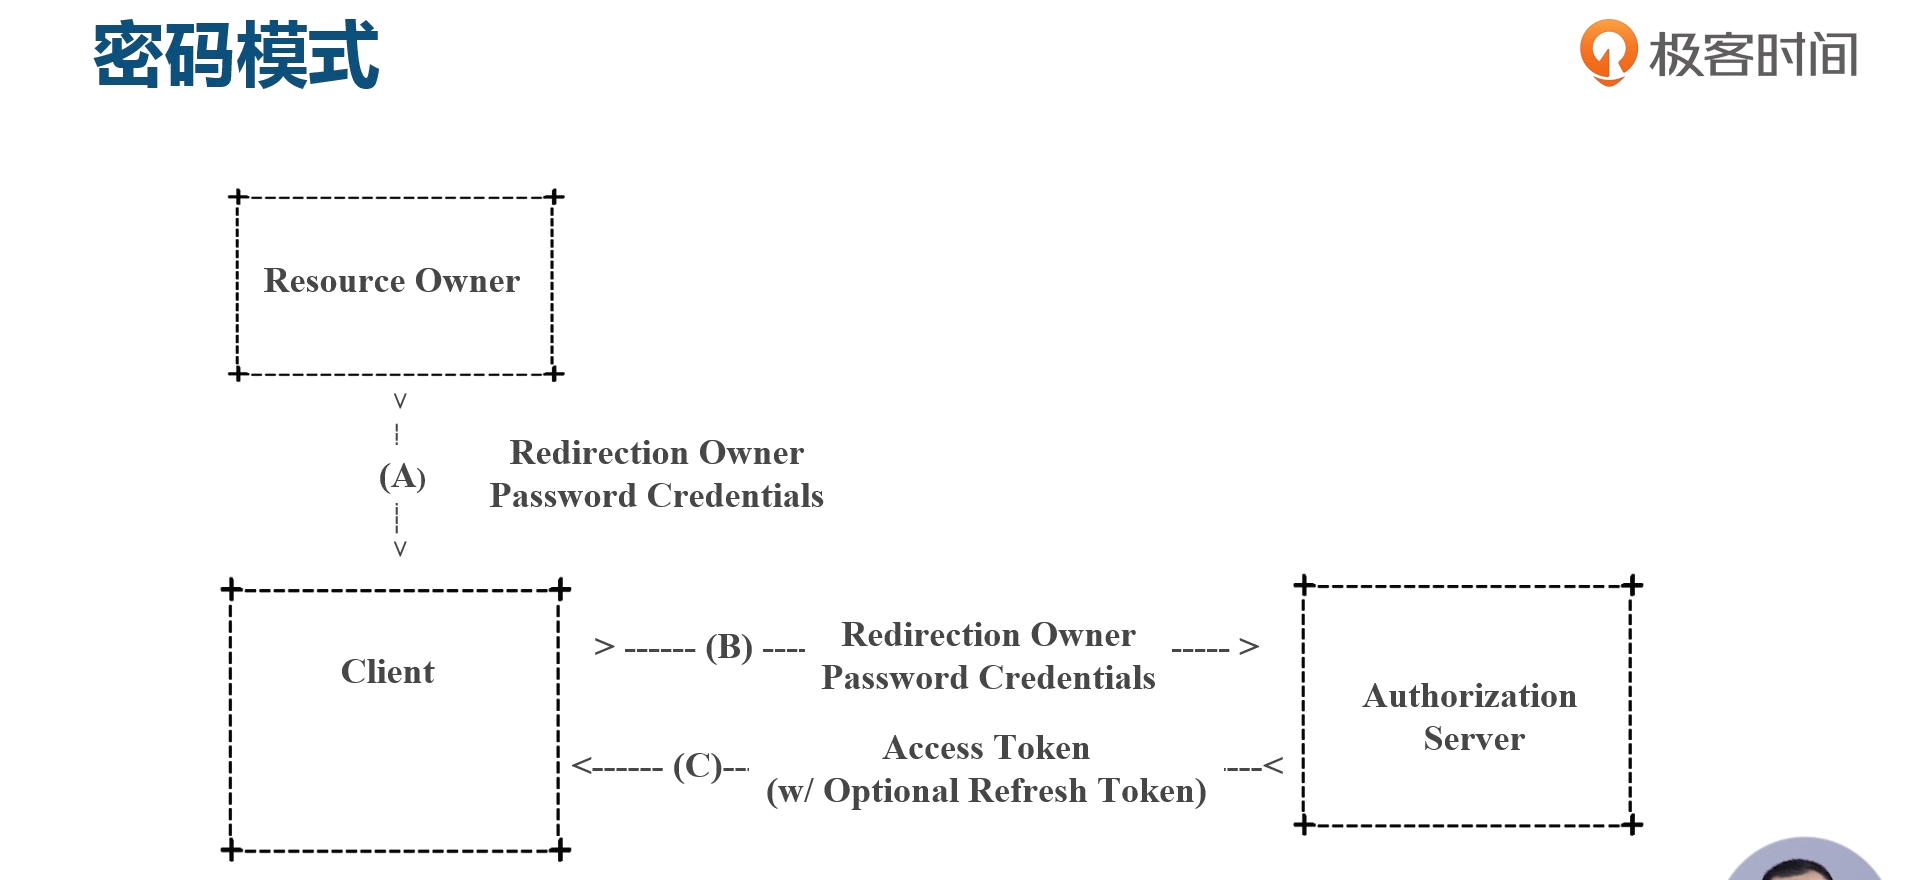 密码模式
极客时间
Resource Owner
(A)
Redirection Owner
Password Credentials
Client
> ------ (B) ----
Redirection Owner
Password Credentials
----- >
Authorization
Server
<------ (C)---
Access Token
(w/ Optional Refresh Token)
----<